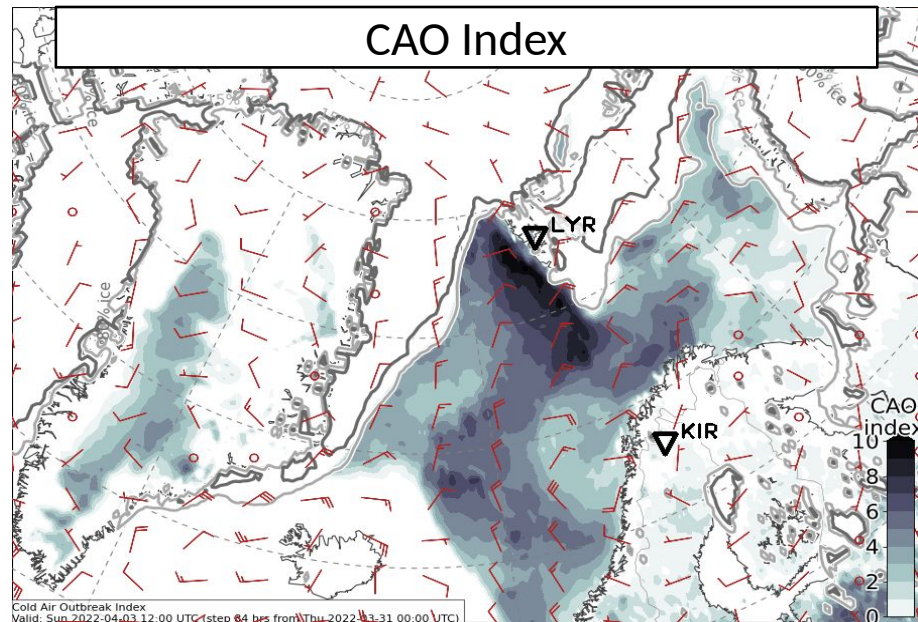 CAO Index
LYR
KIR
CAO
index
10
8
6
4
2
0
Cold Air Outbreak Index
Valid: Sun 2022-04-03 12:00 UTC (step 84 hrs from Thu 2022-03-31 00:00 UTC)